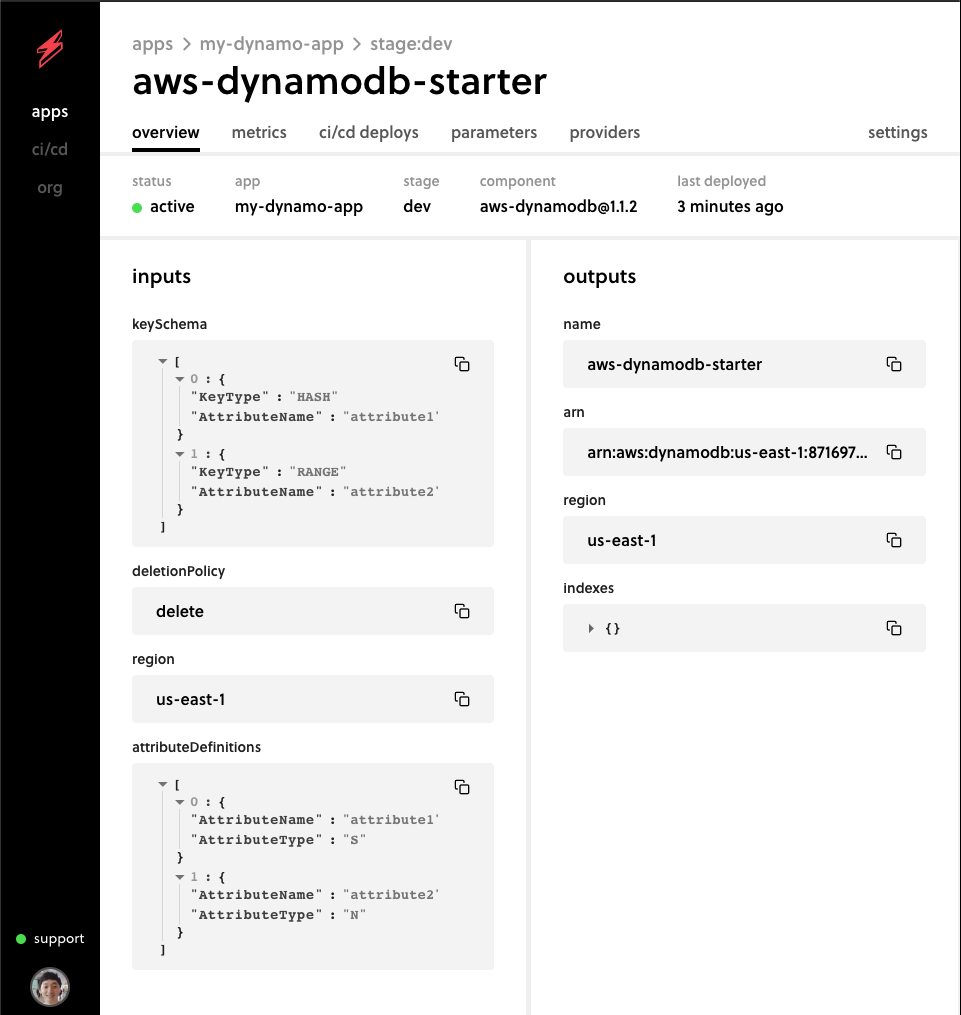 apps > my-dynamo-app > stage:dev
aws-dynamodb-starter
apps
ci/cd
org
overview metrics ci/cd deploys parameters providers settings
status app stage component last deployed
active my-dynamo-app dev aws-dynamodb@1.1.2 3 minutes ago
inputs
keySchema
[
0 : {
"KeyType" : "HASH"
"AttributeName" : "attribute1"
}
1 : {
"KeyType" : "RANGE"
"AttributeName" : "attribute2"
}
]
deletionPolicy
delete
region
us-east-1
attributeDefinitions
[
0 : {
"AttributeName" : "attribute1"
"AttributeType" : "S"
}
1 : {
"AttributeName" : "attribute2"
"AttributeType" : "N"
}
]
outputs
name
aws-dynamodb-starter
arn
arn:aws:dynamodb:us-east-1:871697...
region
us-east-1
indexes
{}
support